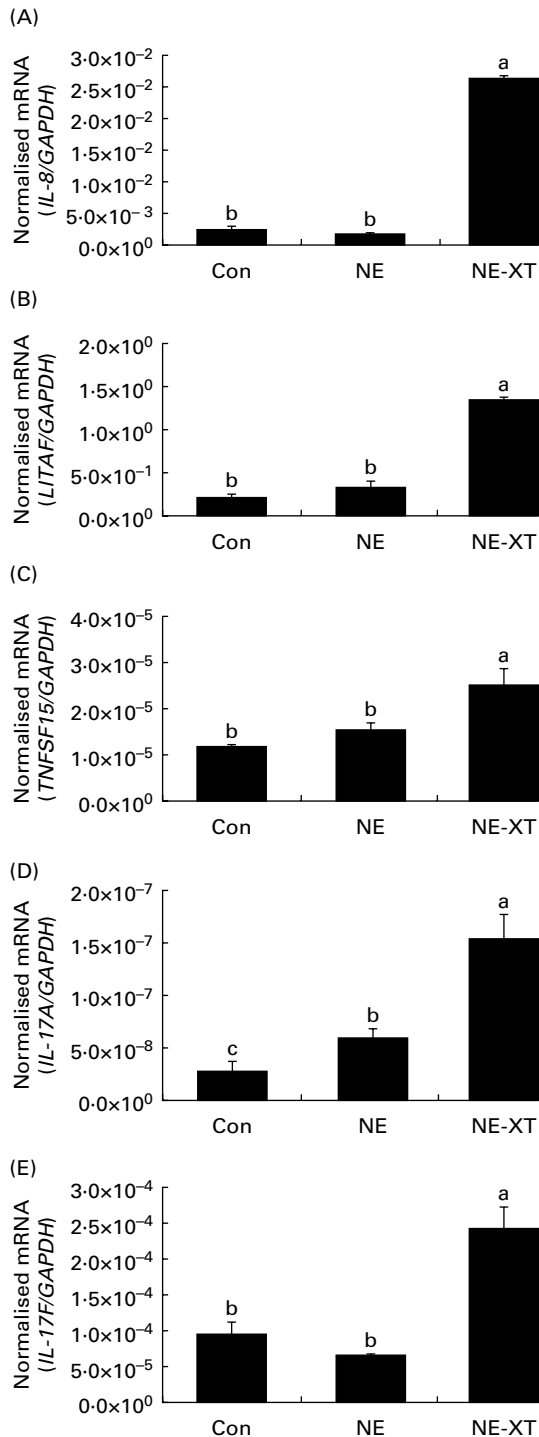 (A)
Normalised mRNA
(IL-8/GAPDH)
3·0×10⁻²
2·5×10⁻²
2·0×10⁻²
1·0×10⁻²
1·0×10⁻²
5·0×10⁻³
0·0×10⁰
b
b
a
Con NE NE-XT
(B)
Normalised mRNA
(LITAF/GAPDH)
2·0×10⁰
1·5×10⁰
1·0×10⁰
5·0×10⁻¹
0·0×10⁰
b
b
a
Con NE NE-XT
(C)
Normalised mRNA
(TNFSF15/GAPDH)
4·0×10⁻⁵
3·0×10⁻⁵
2·0×10⁻⁵
1·0×10⁻⁵
0·0×10⁰
b
b
a
Con NE NE-XT
(D)
Normalised mRNA
(IL-17A/GAPDH)
2·0×10⁻⁷
1·5×10⁻⁷
1·0×10⁻⁷
5·0×10⁻⁸
0·0×10⁰
c
b
a
Con NE NE-XT
(E)
Normalised mRNA
(IL-17F/GAPDH)
3·0×10⁻⁴
2·5×10⁻⁴
2·0×10⁻⁴
1·5×10⁻⁴
1·0×10⁻⁴
5·0×10⁻⁵
0·0×10⁰
b
b
a
Con NE NE-XT